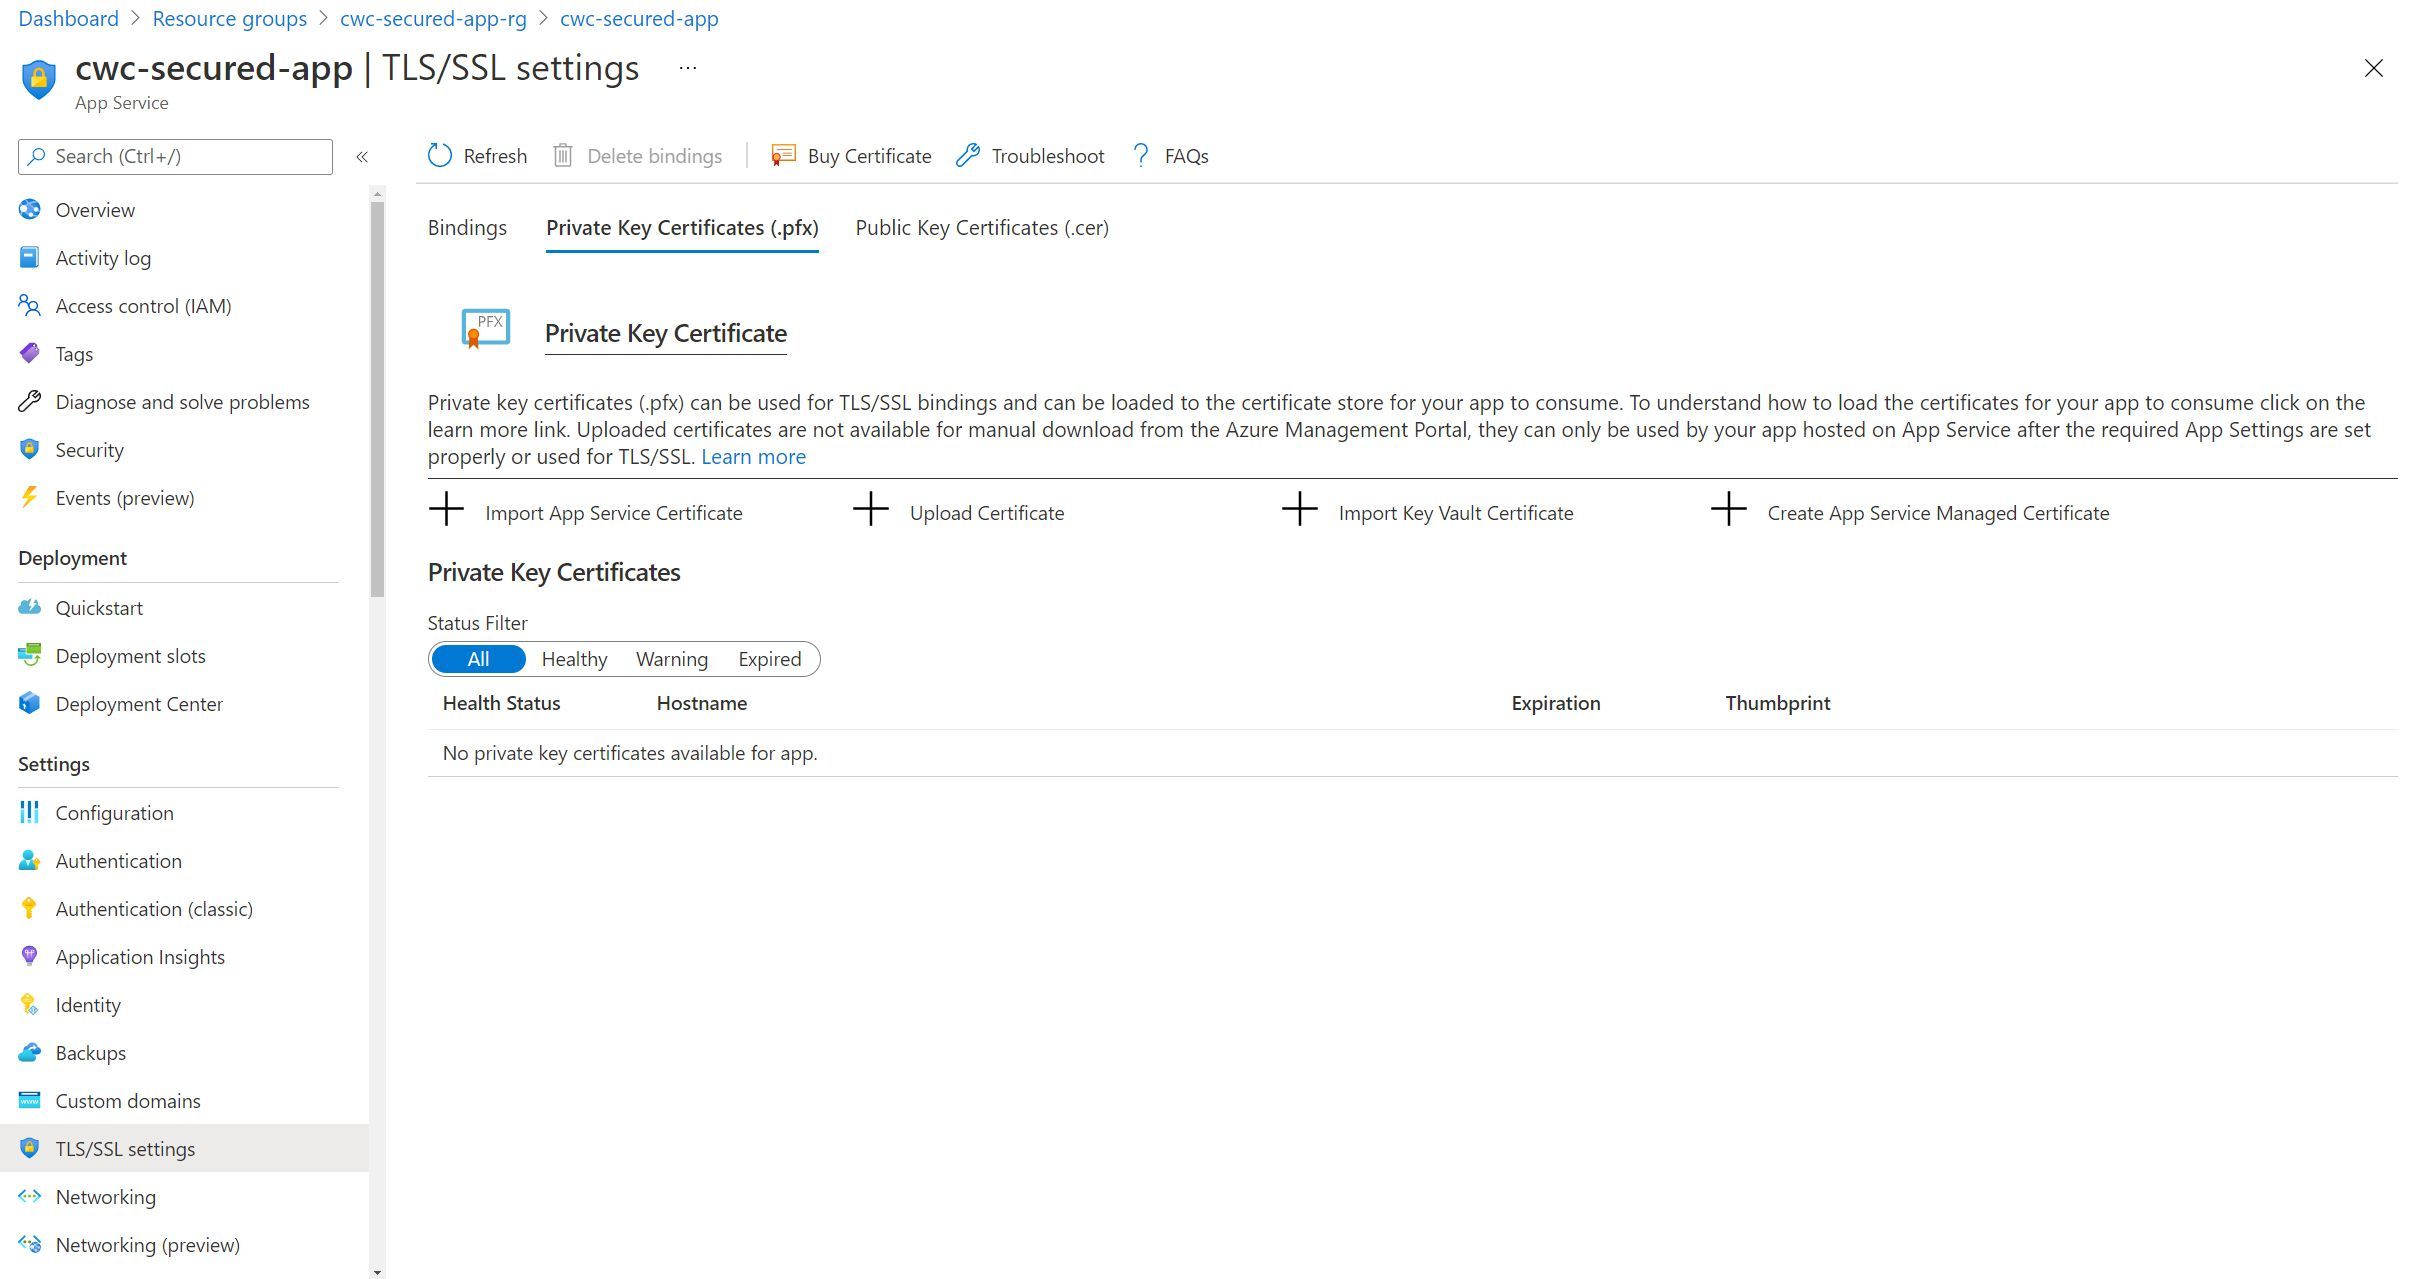 Dashboard > Resource groups > cwc-secured-app-rg > cwc-secured-app
cwc-secured-app | TLS/SSL settings ...
App Service
Search (Ctrl+/)
«
Overview
Activity log
Access control (IAM)
Tags
Diagnose and solve problems
Security
Events (preview)
Deployment
Quickstart
Deployment slots
Deployment Center
Settings
Configuration
Authentication
Authentication (classic)
Application Insights
Identity
Backups
Custom domains
TLS/SSL settings
Networking
Networking (preview)
Refresh Delete bindings Buy Certificate Troubleshoot ? FAQs
Bindings Private Key Certificates (.pfx) Public Key Certificates (.cer)
PFX Private Key Certificate
Private key certificates (.pfx) can be used for TLS/SSL bindings and can be loaded to the certificate store for your app to consume. To understand how to load the certificates for your app to consume click on the
learn more link. Uploaded certificates are not available for manual download from the Azure Management Portal, they can only be used by your app hosted on App Service after the required App Settings are set
properly or used for TLS/SSL. Learn more
+ Import App Service Certificate + Upload Certificate + Import Key Vault Certificate + Create App Service Managed Certificate
Private Key Certificates
Status Filter
All Healthy Warning Expired
Health Status Hostname Expiration Thumbprint
No private key certificates available for app.